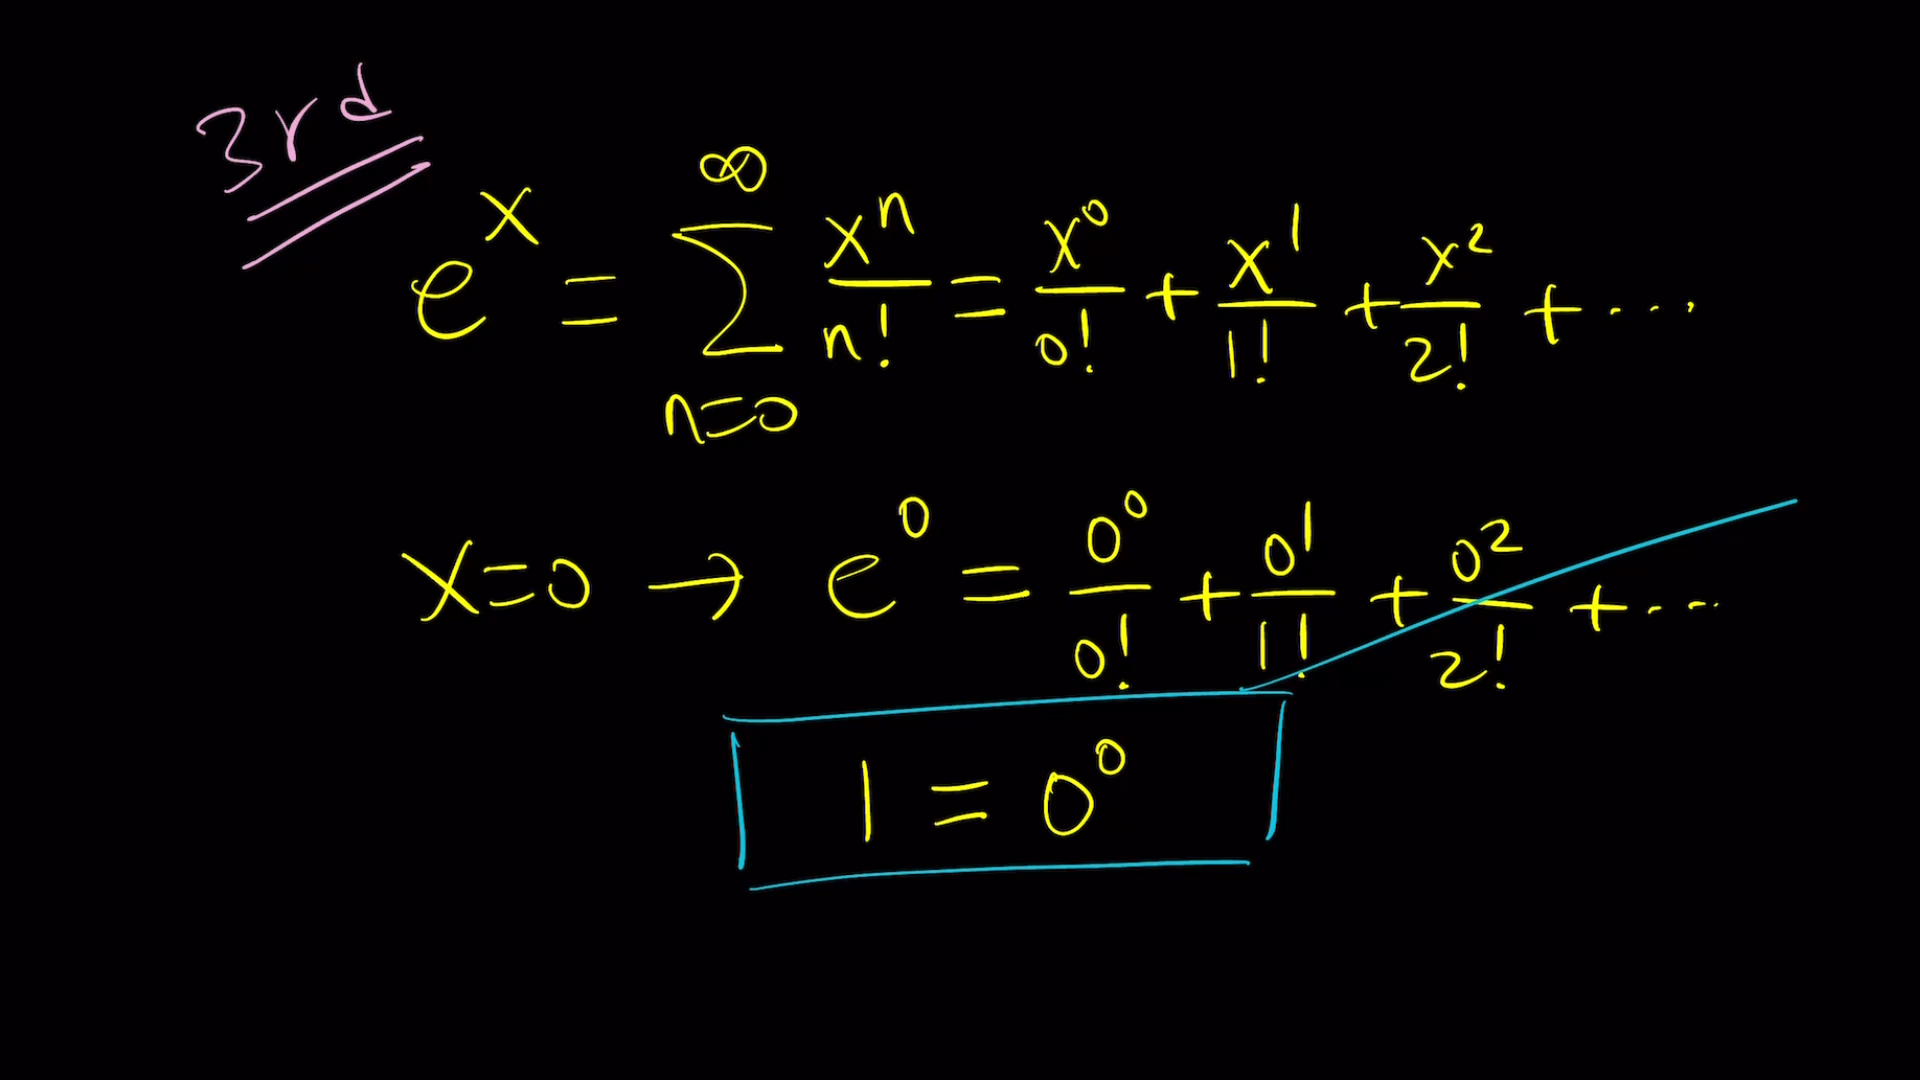 3rd
e^x = ∑_{n=0}^{∞} x^n/n! = x^0/0! + x^1/1! + x^2/2! + ...
x=0 → e^0 = 0^0/0! + 0^1/1! + 0^2/2! + ...
1 = 0^0